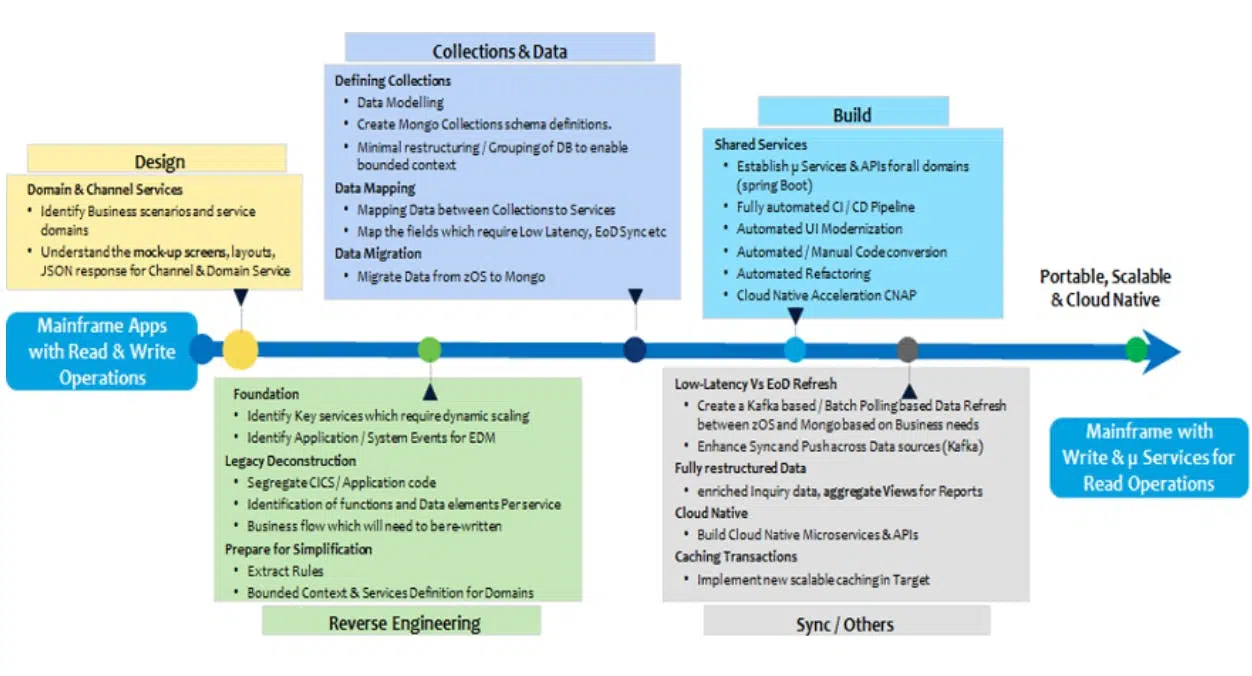 Collections & Data
Defining Collections
• Data Modelling
• Create Mongo Collections schema definitions.
• Minimal restructuring / Grouping of DB to enable
bounded context
Data Mapping
• Mapping Data between Collections to Services
• Map the fields which require Low Latency, EoD Sync etc
Data Migration
• Migrate Data from zOS to Mongo
Build
Shared Services
• Establish µ Services & APIs for all domains
(spring Boot)
• Fully automated CI / CD Pipeline
• Automated UI Modernization
• Automated / Manual Code conversion
• Automated Refactoring
• Cloud Native Acceleration CNAP
Design
Domain & Channel Services
• Identify Business scenarios and service
domains
• Understand the mock-up screens, layouts,
JSON response for Channel & Domain Service
Portable, Scalable
& Cloud Native
Mainframe Apps
with Read & Write
Operations
Foundation
• Identify Key services which require dynamic scaling
• Identify Application / System Events for EDM
Legacy Deconstruction
• Segregate CICS / Application code
• Identification of functions and Data elements Per service
• Business flow which will need to be re-written
Prepare for Simplification
• Extract Rules
• Bounded Context & Services Definition for Domains
Reverse Engineering
Low-Latency Vs EoD Refresh
• Create a Kafka based / Batch Polling based Data Refresh
between zOS and Mongo based on Business needs
• Enhance Sync and Push across Data sources (Kafka)
Fully restructured Data
• enriched Inquiry data, aggregate Views for Reports
Cloud Native
• Build Cloud Native Microservices & APIs
Caching Transactions
• Implement new scalable caching in Target
Sync / Others
Mainframe with
Write & µ Services for
Read Operations